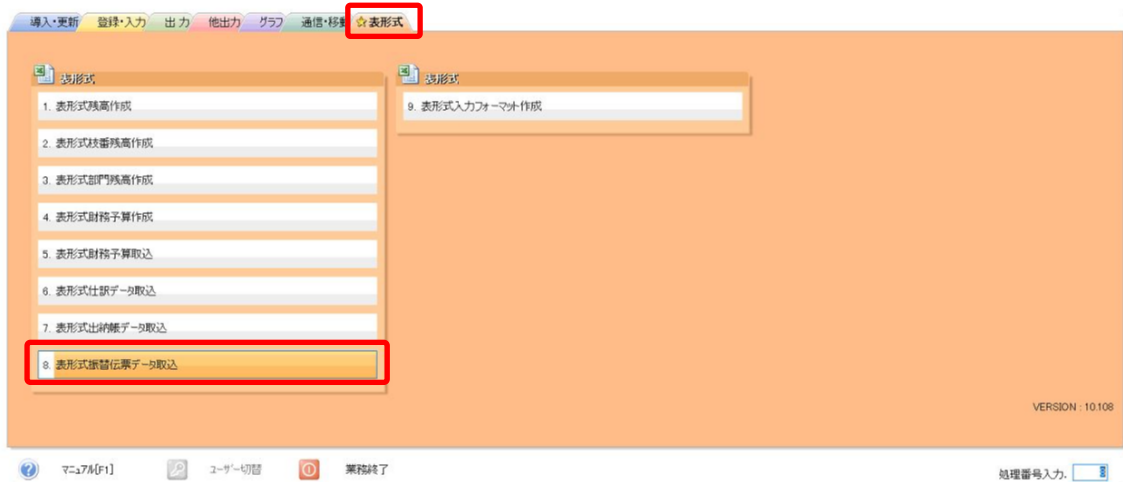 導入・更新 登録・入力 出 力 他出力 グラフ 通信・移動 ☆表形式
表形式
1. 表形式残高作成
2. 表形式枝番残高作成
3. 表形式部門残高作成
4. 表形式財務予算作成
5. 表形式財務予算取込
6. 表形式仕訳データ取込
7. 表形式出納帳データ取込
8. 表形式振替伝票データ取込
表形式
9. 表形式入力フォーマット作成
VERSION : 10.108
マニュアル[F1] ユーザー切替 業務終了
処理番号入力. 8